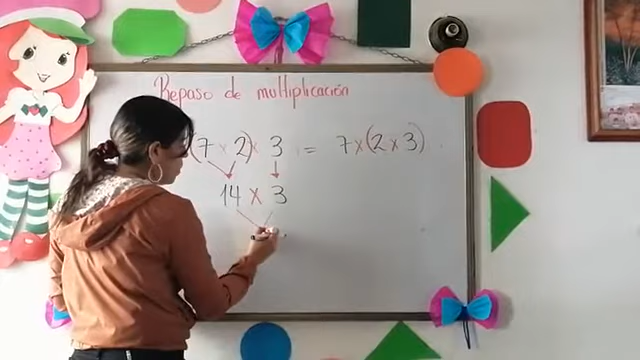 Repaso de multiplicación
(7 x 2) x 3 = 7 x (2 x 3)
14 x 3